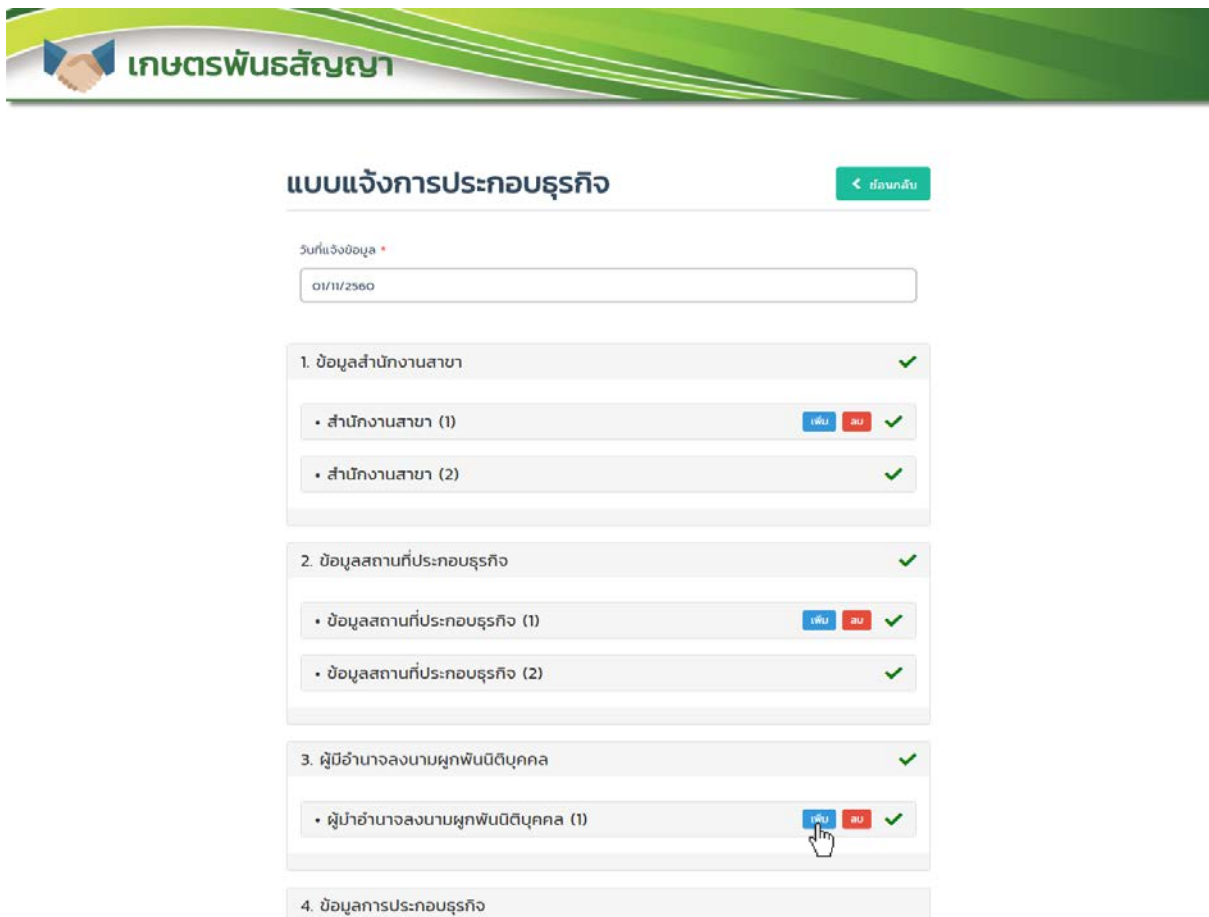 เกษตรพันธสัญญา
แบบแจ้งการประกอบธุรกิจ
ย้อนกลับ
วันที่แจ้งข้อมูล *
01/11/2560
1. ข้อมูลสำนักงานสาขา
• สำนักงานสาขา (1) เพิ่ม ลบ
• สำนักงานสาขา (2)
2. ข้อมูลสถานที่ประกอบธุรกิจ
• ข้อมูลสถานที่ประกอบธุรกิจ (1) เพิ่ม ลบ
• ข้อมูลสถานที่ประกอบธุรกิจ (2)
3. ผู้มีอำนาจลงนามผูกพันนิติบุคคล
• ผู้มำอำนาจลงนามผูกพันนิติบุคคล (1) เพิ่ม ลบ
4. ข้อมูลการประกอบธุรกิจ